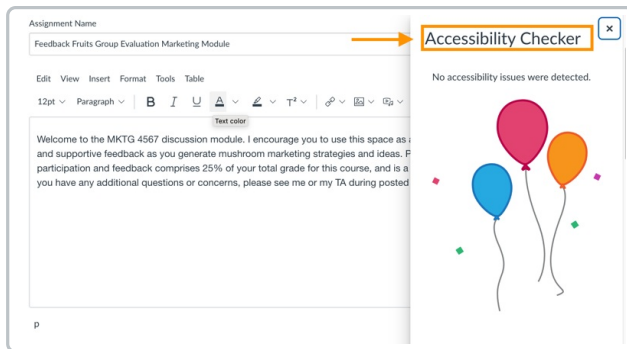 Assignment Name
Feedback Fruits Group Evaluation Marketing Module
Edit View Insert Format Tools Table
12pt Paragraph B I U A T²
Text color
Welcome to the MKTG 4567 discussion module. I encourage you to use this space as
and supportive feedback as you generate mushroom marketing strategies and ideas. P
participation and feedback comprises 25% of your total grade for this course, and is a
you have any additional questions or concerns, please see me or my TA during posted
p
Accessibility Checker
×
No accessibility issues were detected.